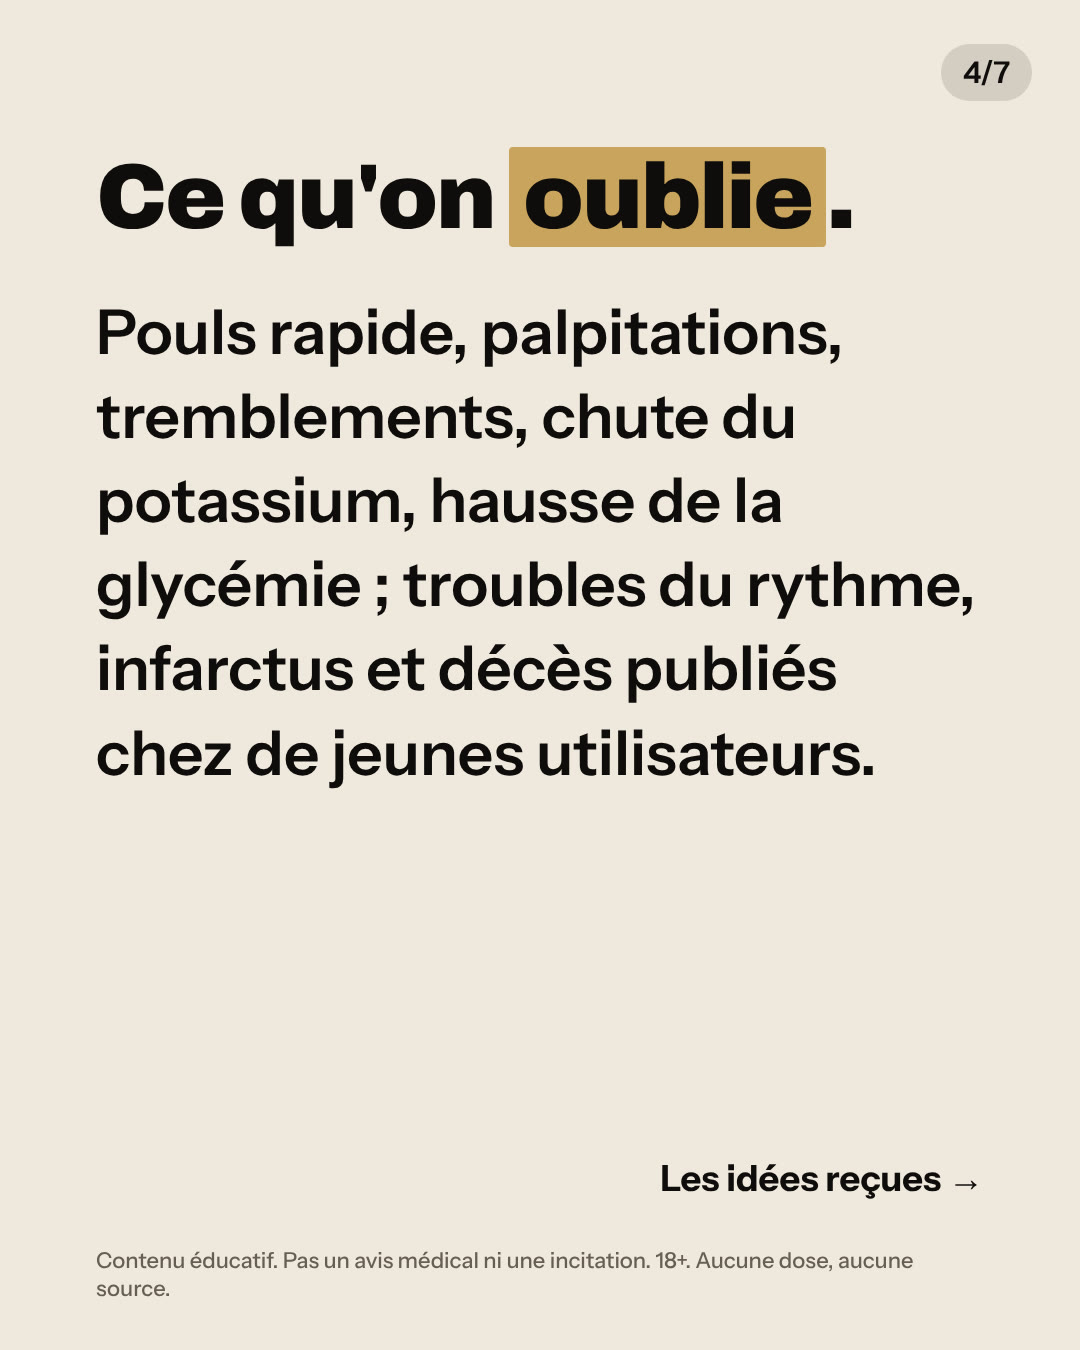 4/7
Ce qu'on oublie.
Pouls rapide, palpitations,
tremblements, chute du
potassium, hausse de la
glycémie ; troubles du rythme,
infarctus et décès publiés
chez de jeunes utilisateurs.
Les idées reçues →
Contenu éducatif. Pas un avis médical ni une incitation. 18+. Aucune dose, aucune
source.